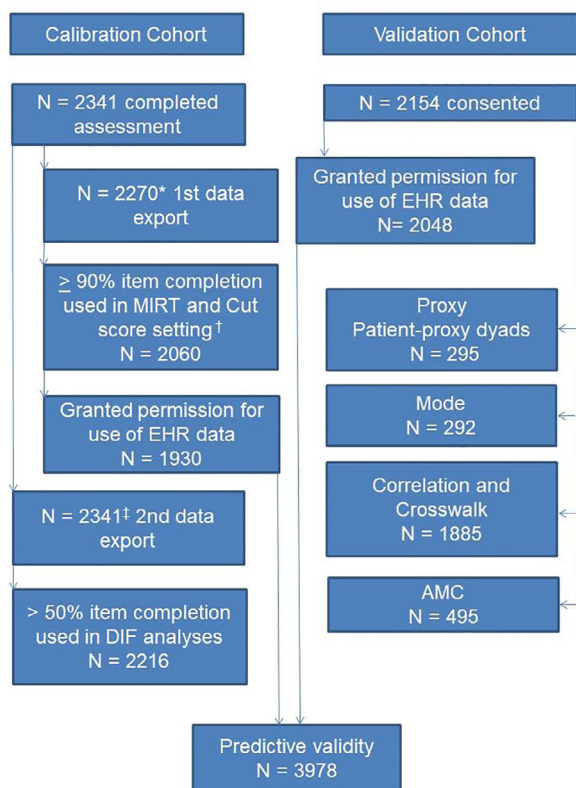 Calibration Cohort
Validation Cohort
N = 2341 completed
assessment
N = 2154 consented
N = 2270* 1st data
export
Granted permission for
use of EHR data
N= 2048
≥ 90% item completion
used in MIRT and Cut
score setting†
N = 2060
Granted permission for
use of EHR data
N = 1930
N = 2341‡ 2nd data
export
> 50% item completion
used in DIF analyses
N = 2216
Proxy
Patient-proxy dyads
N = 295
Mode
N = 292
Correlation and
Crosswalk
N = 1885
AMC
N = 495
Predictive validity
N = 3978